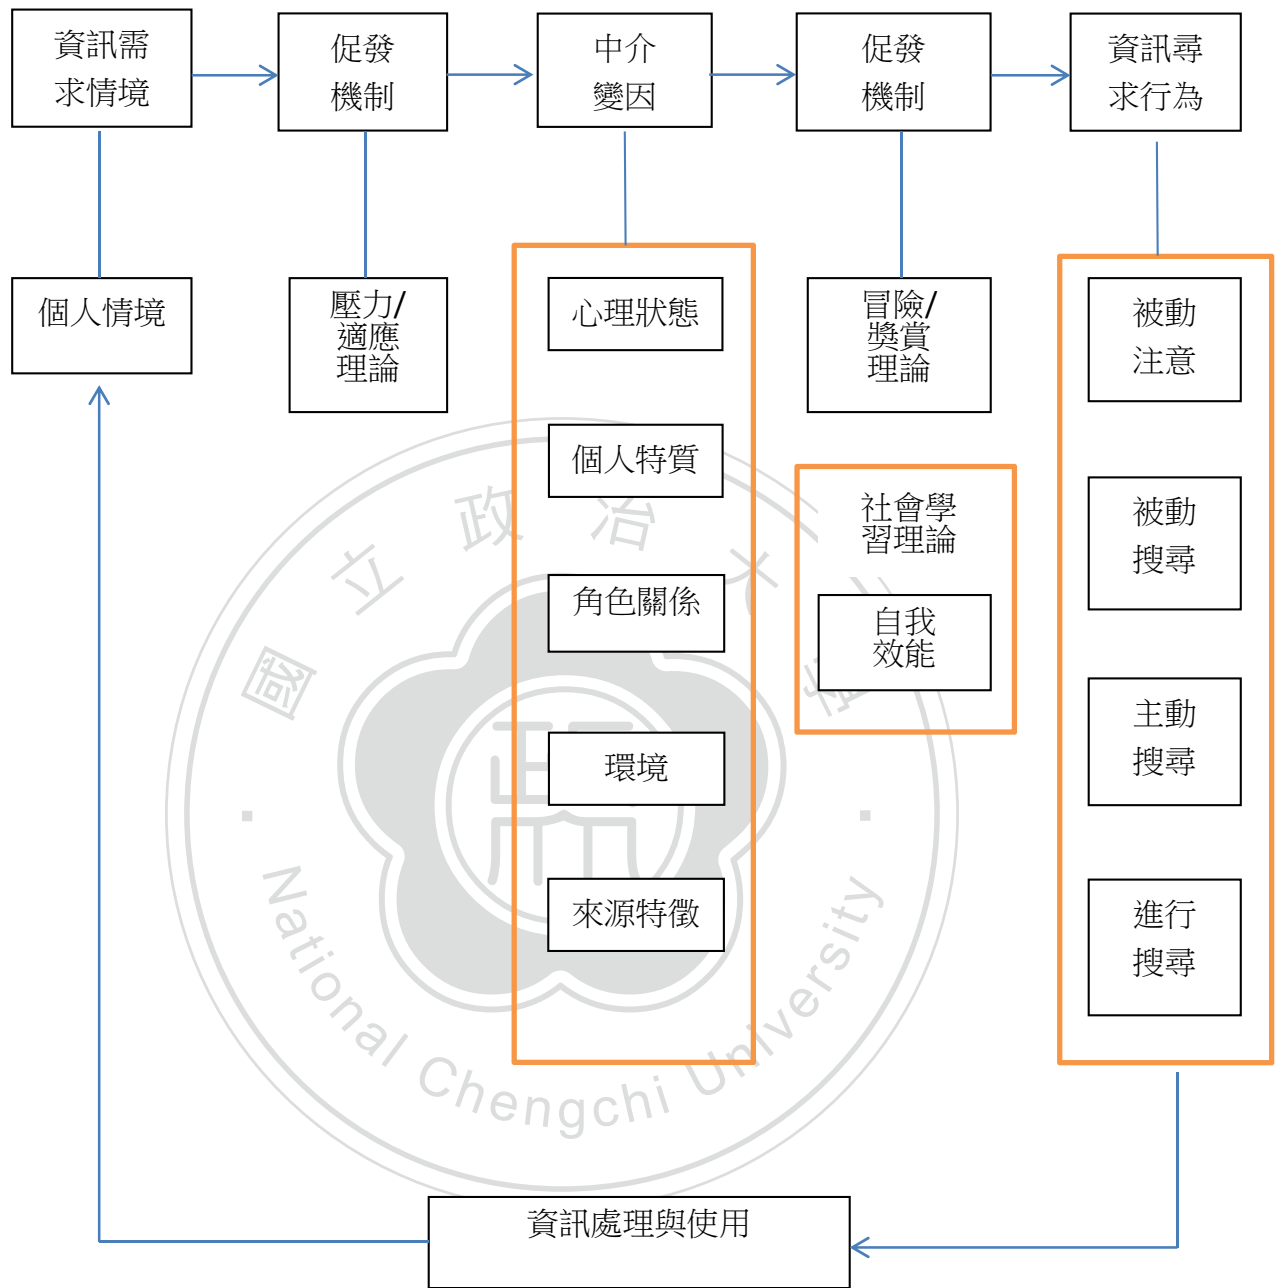 資訊需
求情境
促發
機制
中介
變因
促發
機制
資訊尋
求行為
個人情境
壓力/
適應
理論
心理狀態
個人特質
角色關係
環境
來源特徵
冒險/
獎賞
理論
社會學
習理論
自我
效能
被動
注意
被動
搜尋
主動
搜尋
進行
搜尋
資訊處理與使用
國立政治大
National Chengchi University